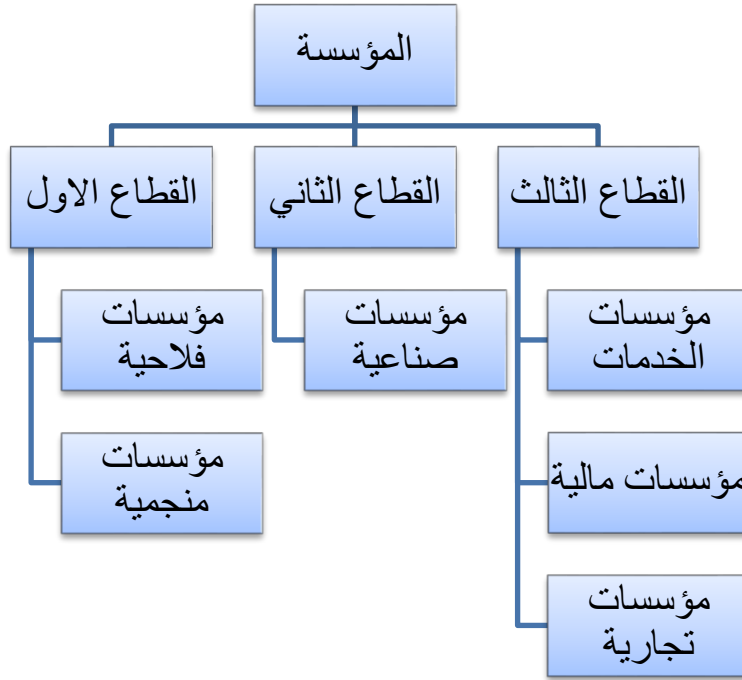 المؤسسة
القطاع الاول
القطاع الثاني
القطاع الثالث
مؤسسات
فلاحية
مؤسسات
منجمية
مؤسسات
صناعية
مؤسسات
الخدمات
مؤسسات مالية
مؤسسات
تجارية